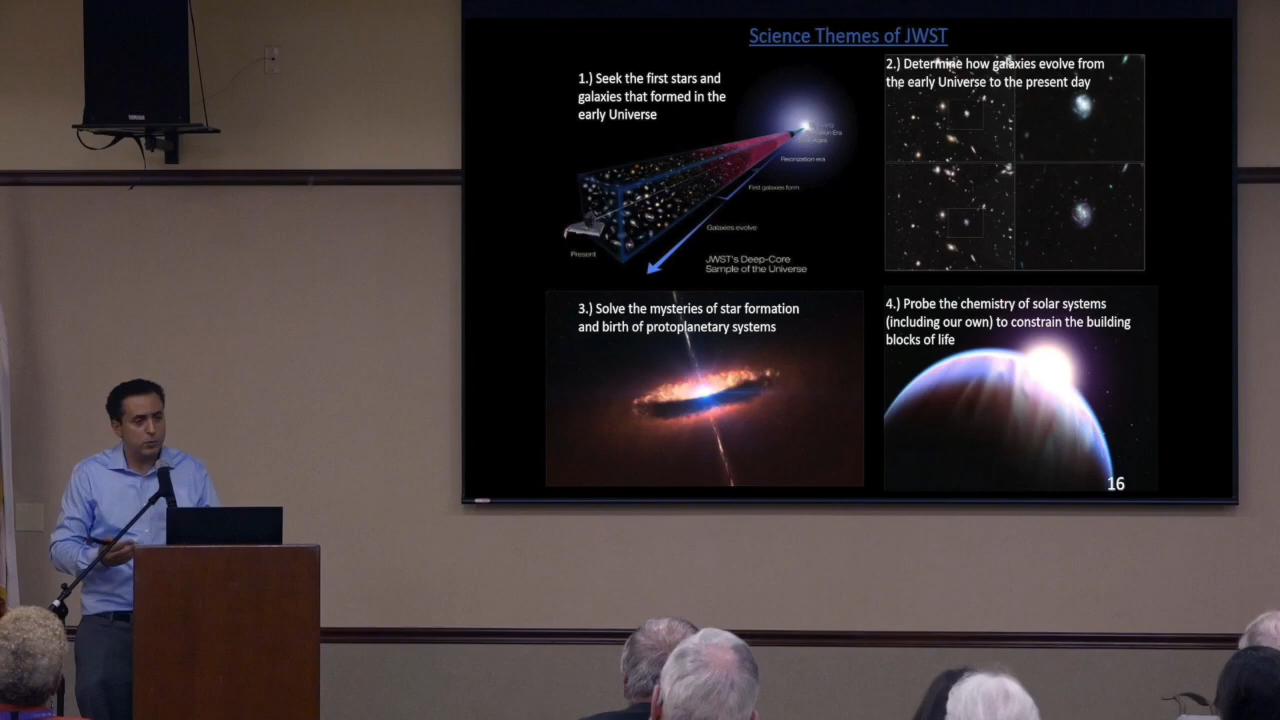 Science Themes of JWST
1.) Seek the first stars and
galaxies that formed in the
early Universe
Reionization era
First galaxies form
Galaxies evolve
Present
JWST's Deep-Core
Sample of the Universe
2.) Determine how galaxies evolve from
the early Universe to the present day
3.) Solve the mysteries of star formation
and birth of protoplanetary systems
4.) Probe the chemistry of solar systems
(including our own) to constrain the building
blocks of life
16
YAMAHA